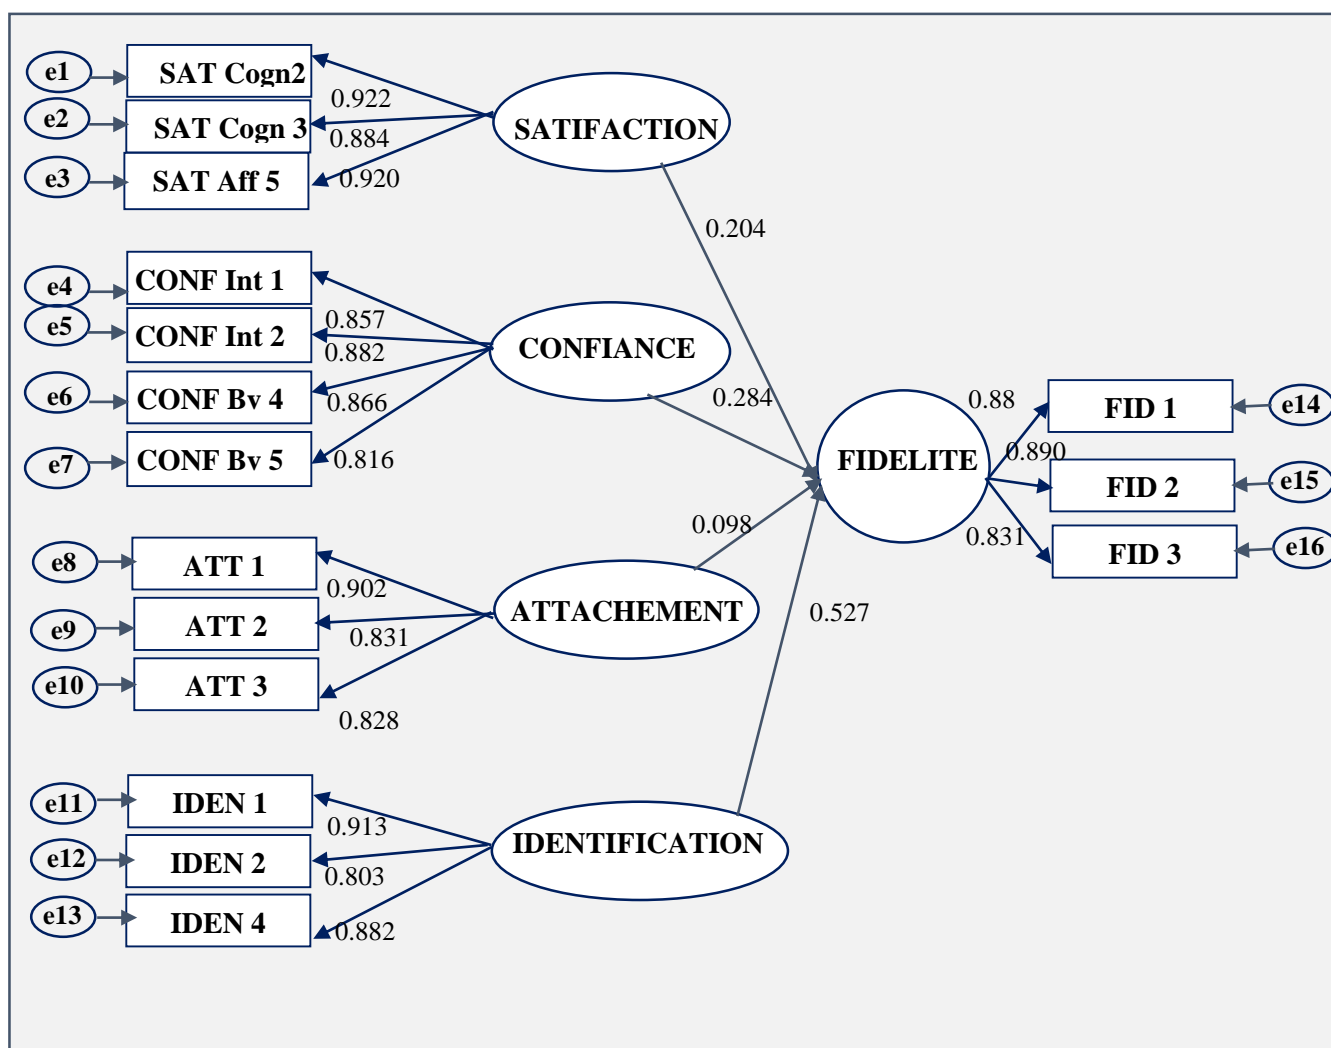 e1
SAT Cogn2
0.922
e2
SAT Cogn 3
0.884
e3
SAT Aff 5
0.920
SATIFACTION
0.204
e4
CONF Int 1
0.857
e5
CONF Int 2
0.882
e6
CONF Bv 4
0.866
e7
CONF Bv 5
0.816
CONFIANCE
0.284
e8
ATT 1
0.902
e9
ATT 2
0.831
e10
ATT 3
0.828
ATTACHEMENT
0.098
e11
IDEN 1
0.913
e12
IDEN 2
0.803
e13
IDEN 4
0.882
IDENTIFICATION
0.527
FIDELITE
0.88
FID 1
e14
0.890
FID 2
e15
0.831
FID 3
e16